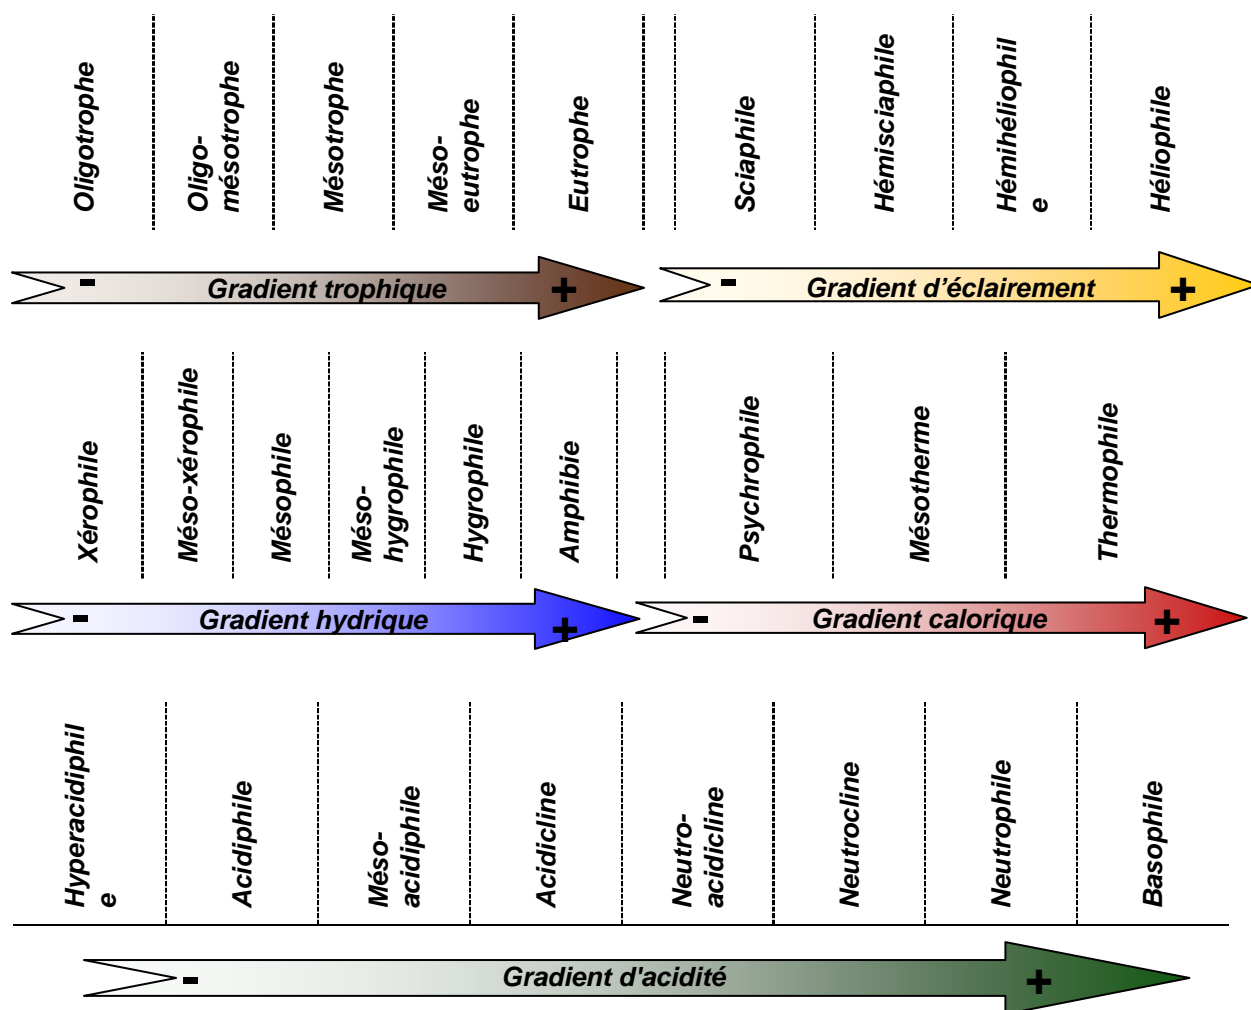 Oligotrophe
Oligo-
mésotrophe
Mésotrophe
Méso-
eutrophe
Eutrophe
Sciaphile
Hémisciaphile
Hémihéliophil
e
Héliophile
- Gradient trophique +
- Gradient d’éclairement +
Xérophile
Méso-xérophile
Mésophile
Méso-
hygrophile
Hygrophile
Amphibie
Psychrophile
Mésotherme
Thermophile
- Gradient hydrique +
- Gradient calorique +
Hyperacidiphil
e
Acidiphile
Méso-
acidiphile
Acidicline
Neutro-
acidicline
Neutrocline
Neutrophile
Basophile
- Gradient d'acidité +